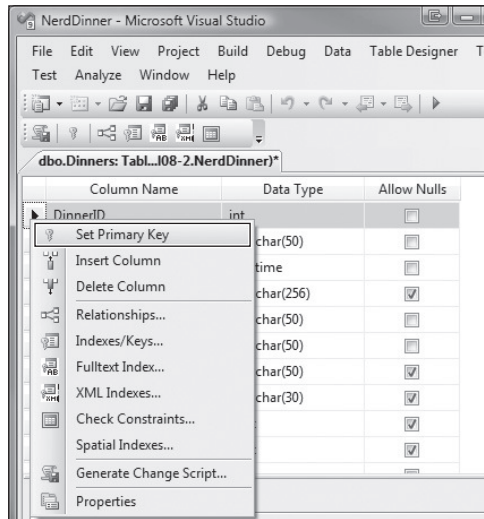 NerdDinner - Microsoft Visual Studio
File Edit View Project Build Debug Data Table Designer T
Test Analyze Window Help
dbo.Dinners: Tabl...l08-2.NerdDinner)*
Column Name Data Type Allow Nulls
DinnerID int
Set Primary Key char(50)
Insert Column time
Delete Column char(256)
Relationships... char(50)
Indexes/Keys... char(50)
Fulltext Index... char(50)
XML Indexes... char(30)
Check Constraints...
Spatial Indexes...
Generate Change Script...
Properties